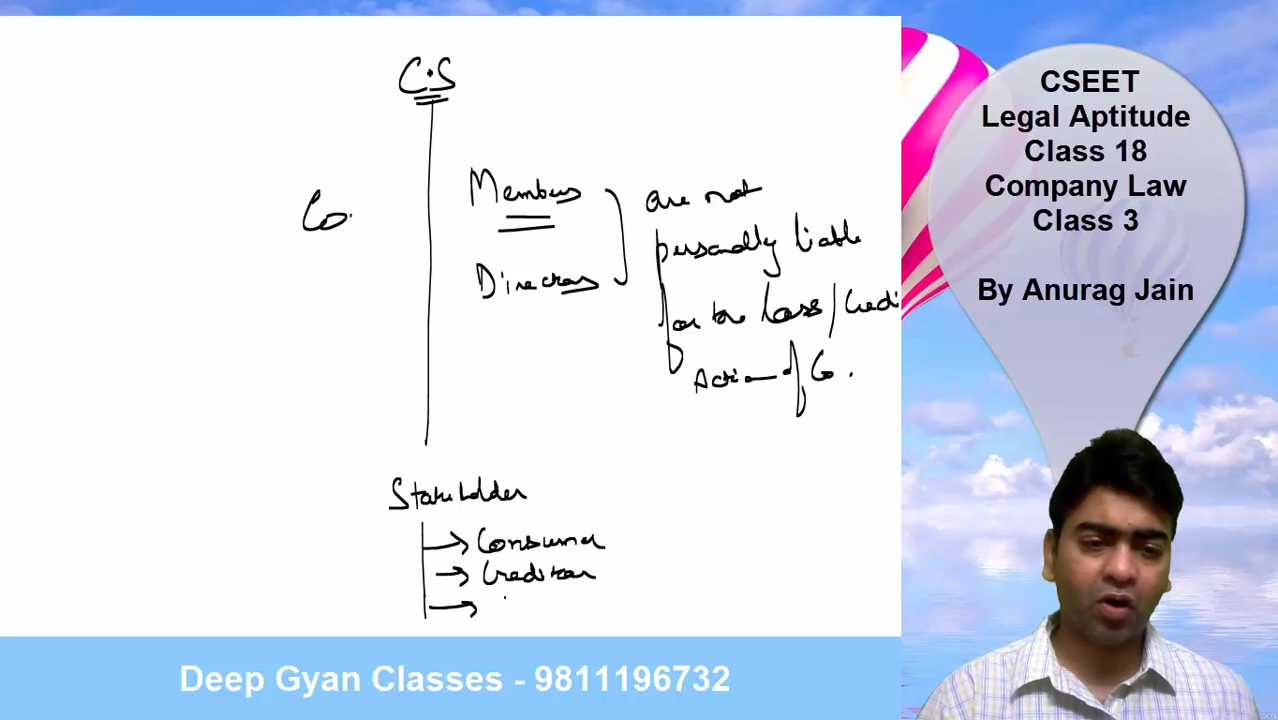 C.S
Co.
Members
Directors
are not
personally liable
for the Loss/Credi
Action of Co.
Stakeholder
Consumer
Creditor
CSEET
Legal Aptitude
Class 18
Company Law
Class 3
By Anurag Jain
Deep Gyan Classes - 9811196732